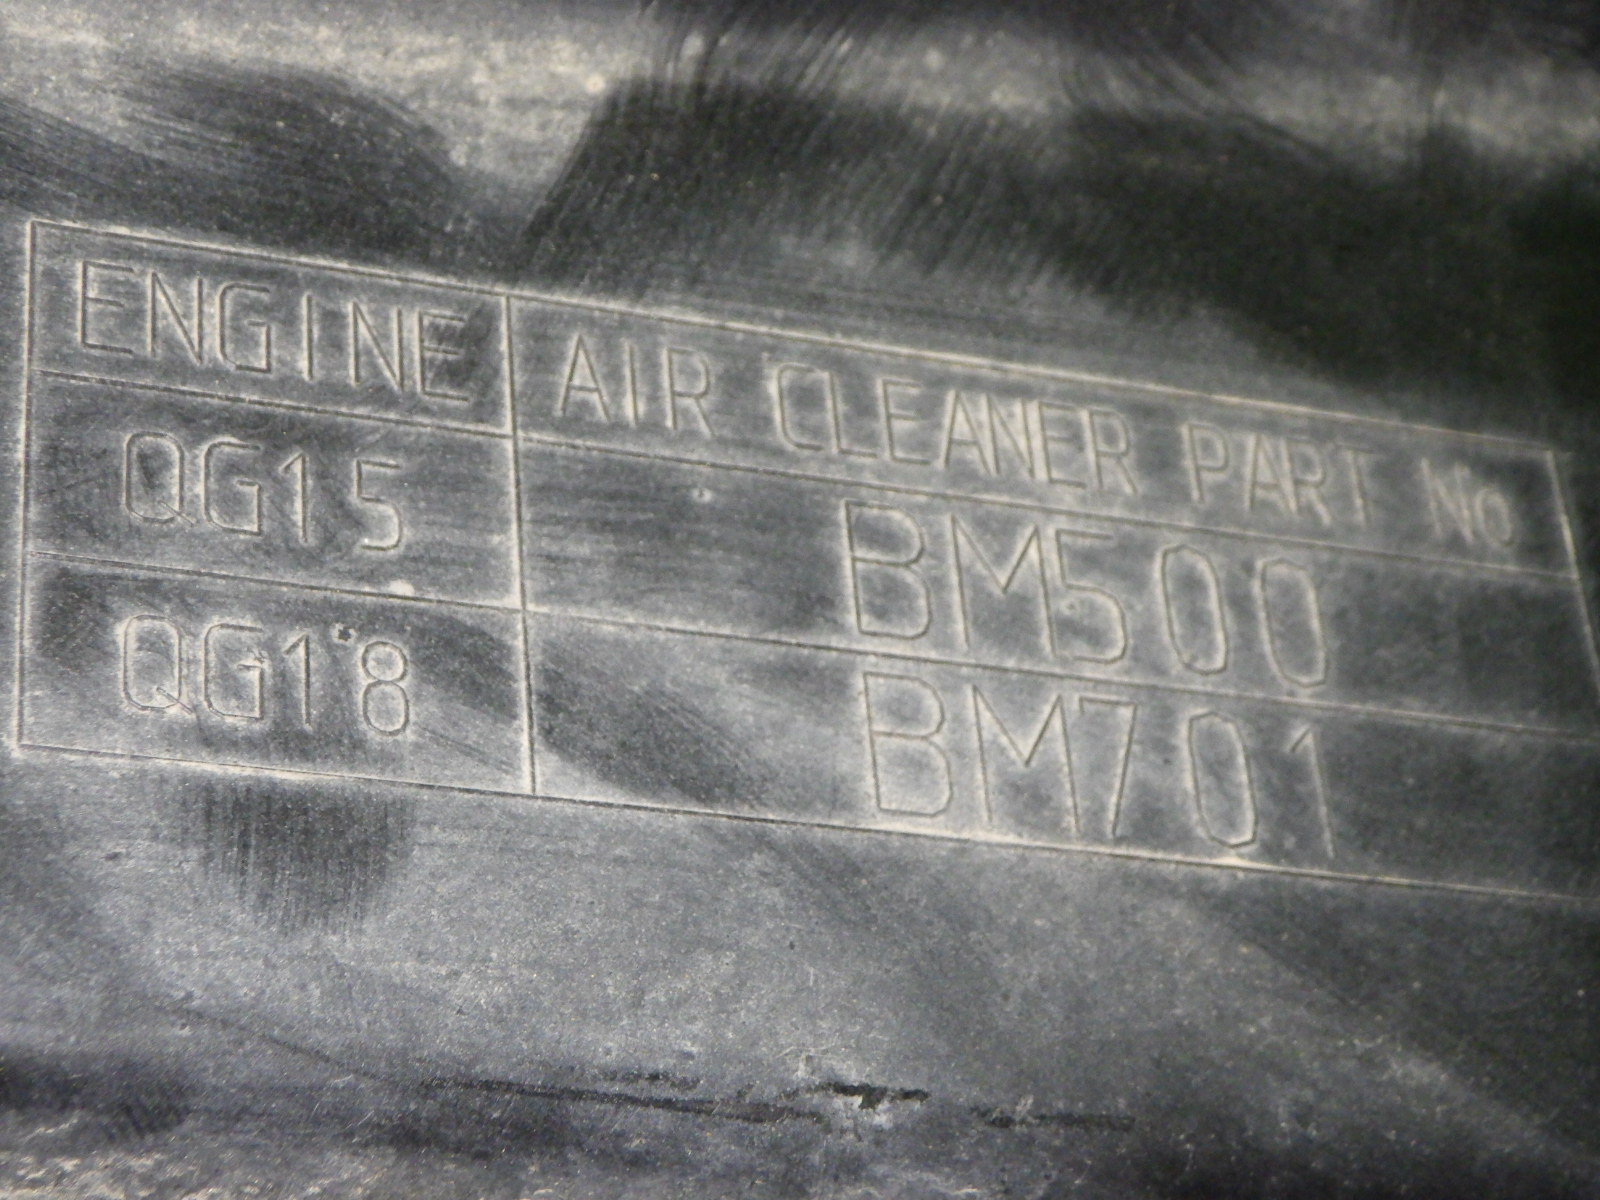 ENGINE AIR CLEANER PART No
QG15 BM500
QG18 BM701